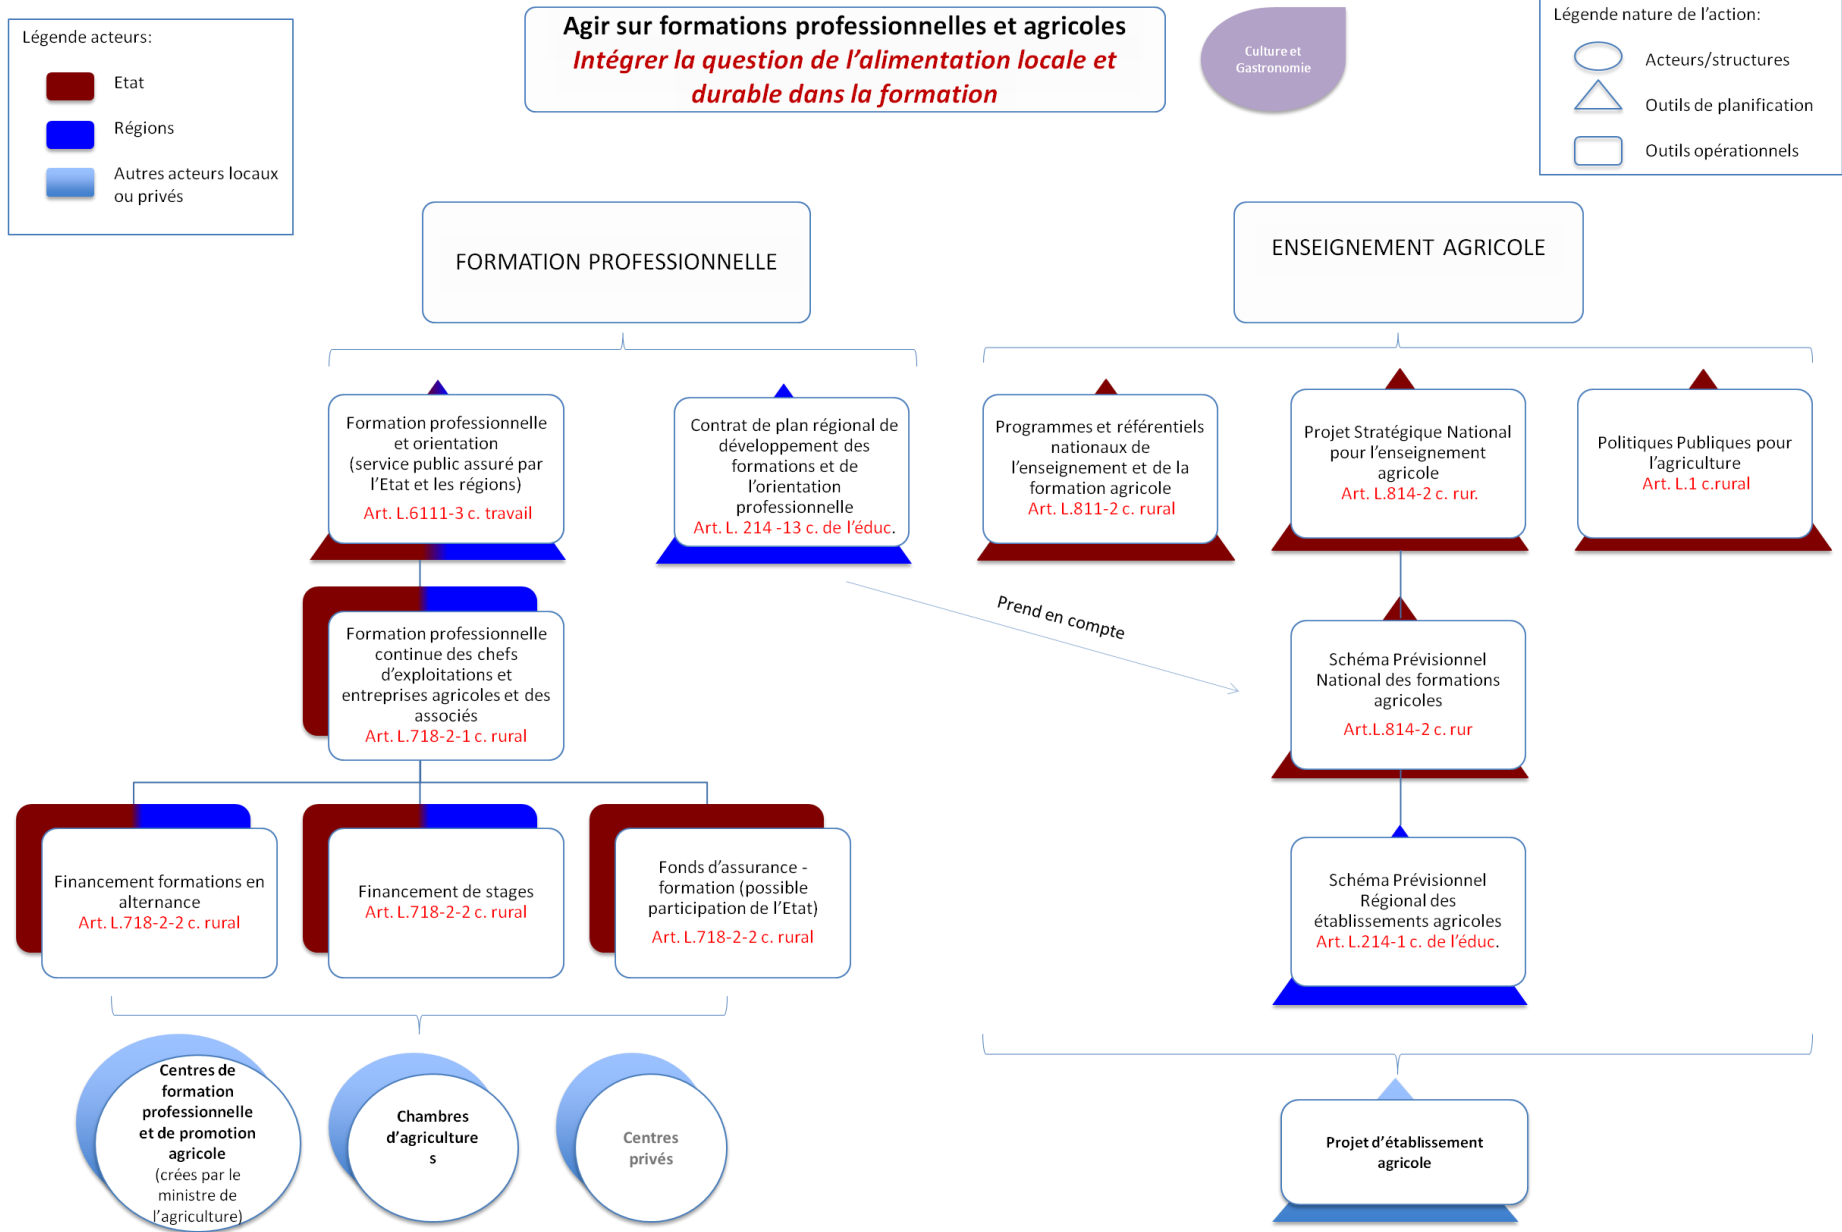 Légende acteurs:
Etat
Régions
Autres acteurs locaux
ou privés
Agir sur formations professionnelles et agricoles
Intégrer la question de l’alimentation locale et
durable dans la formation
Culture et
Gastronomie
Légende nature de l’action:
Acteurs/structures
Outils de planification
Outils opérationnels
FORMATION PROFESSIONNELLE
ENSEIGNEMENT AGRICOLE
Formation professionnelle
et orientation
(service public assuré par
l’Etat et les régions)
Art. L.6111-3 c. travail
Contrat de plan régional de
développement des
formations et de
l’orientation
professionnelle
Art. L. 214 -13 c. de l’éduc.
Programmes et référentiels
nationaux de
l’enseignement et de la
formation agricole
Art. L.811-2 c. rural
Projet Stratégique National
pour l’enseignement
agricole
Art. L.814-2 c. rur.
Politiques Publiques pour
l’agriculture
Art. L.1 c.rural
Prend en compte
Formation professionnelle
continue des chefs
d’exploitations et
entreprises agricoles et des
associés
Art. L.718-2-1 c. rural
Schéma Prévisionnel
National des formations
agricoles
Art.L.814-2 c. rur
Financement formations en
alternance
Art. L.718-2-2 c. rural
Financement de stages
Art. L.718-2-2 c. rural
Fonds d’assurance -
formation (possible
participation de l’Etat)
Art. L.718-2-2 c. rural
Schéma Prévisionnel
Régional des
établissements agricoles
Art. L.214-1 c. de l’éduc.
Centres de
formation
professionnelle
et de promotion
agricole
(crées par le
ministre de
l’agriculture)
Chambres
d’agriculture
s
Centres
privés
Projet d’établissement
agricole